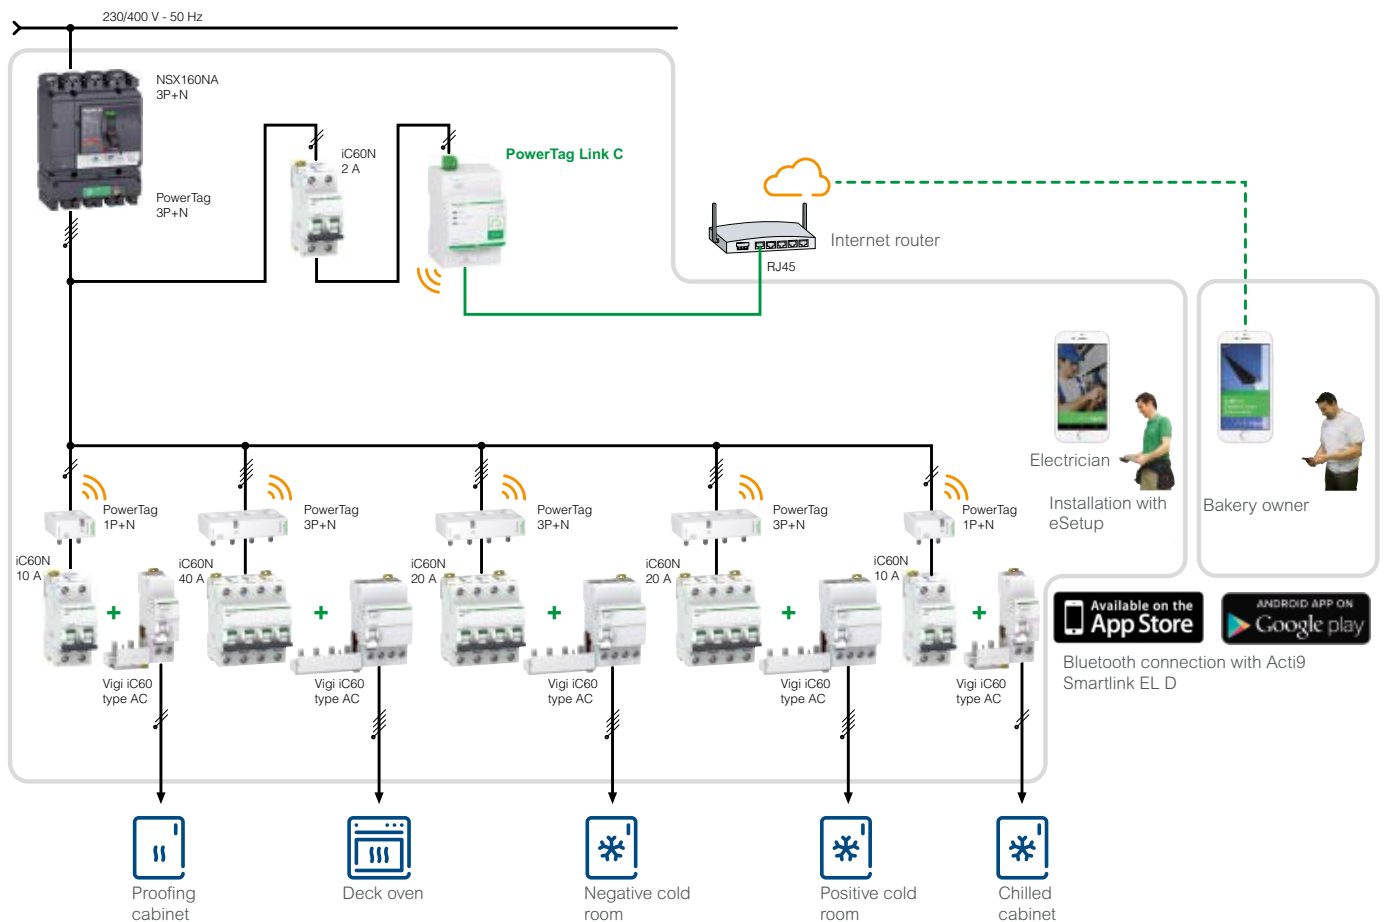 230/400 V - 50 Hz
NSX160NA
3P+N
PowerTag
3P+N
iC60N
2 A
PowerTag Link C
Internet router
RJ45
Electrician
Installation with
eSetup
Bakery owner
PowerTag
1P+N
PowerTag
3P+N
PowerTag
3P+N
PowerTag
3P+N
PowerTag
1P+N
iC60N
10 A
iC60N
40 A
iC60N
20 A
iC60N
20 A
iC60N
10 A
+
+
+
+
+
Vigi iC60
type AC
Vigi iC60
type AC
Vigi iC60
type AC
Vigi iC60
type AC
Vigi iC60
type AC
Available on the
App Store
ANDROID APP ON
Google play
Bluetooth connection with Acti9
Smartlink EL D
Proofing
cabinet
Deck oven
Negative cold
room
Positive cold
room
Chilled
cabinet